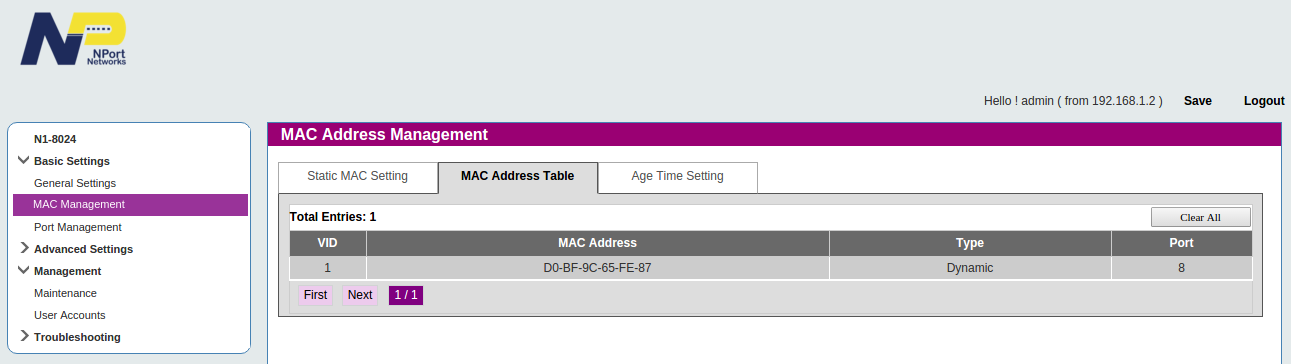 NPort
Networks
Hello ! admin ( from 192.168.1.2 ) Save Logout
N1-8024
Basic Settings
General Settings
MAC Management
Port Management
Advanced Settings
Management
Maintenance
User Accounts
Troubleshooting
MAC Address Management
Static MAC Setting MAC Address Table Age Time Setting
Total Entries: 1 Clear All
VID MAC Address Type Port
1 D0-BF-9C-65-FE-87 Dynamic 8
First Next 1 / 1